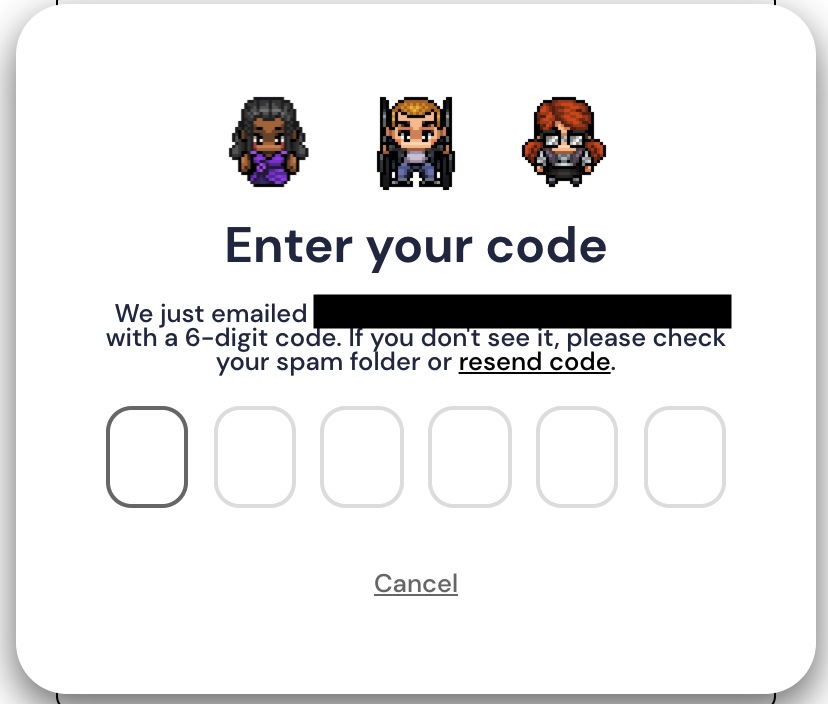 Enter your code
We just emailed
with a 6-digit code. If you don't see it, please check
your spam folder or resend code.
Cancel